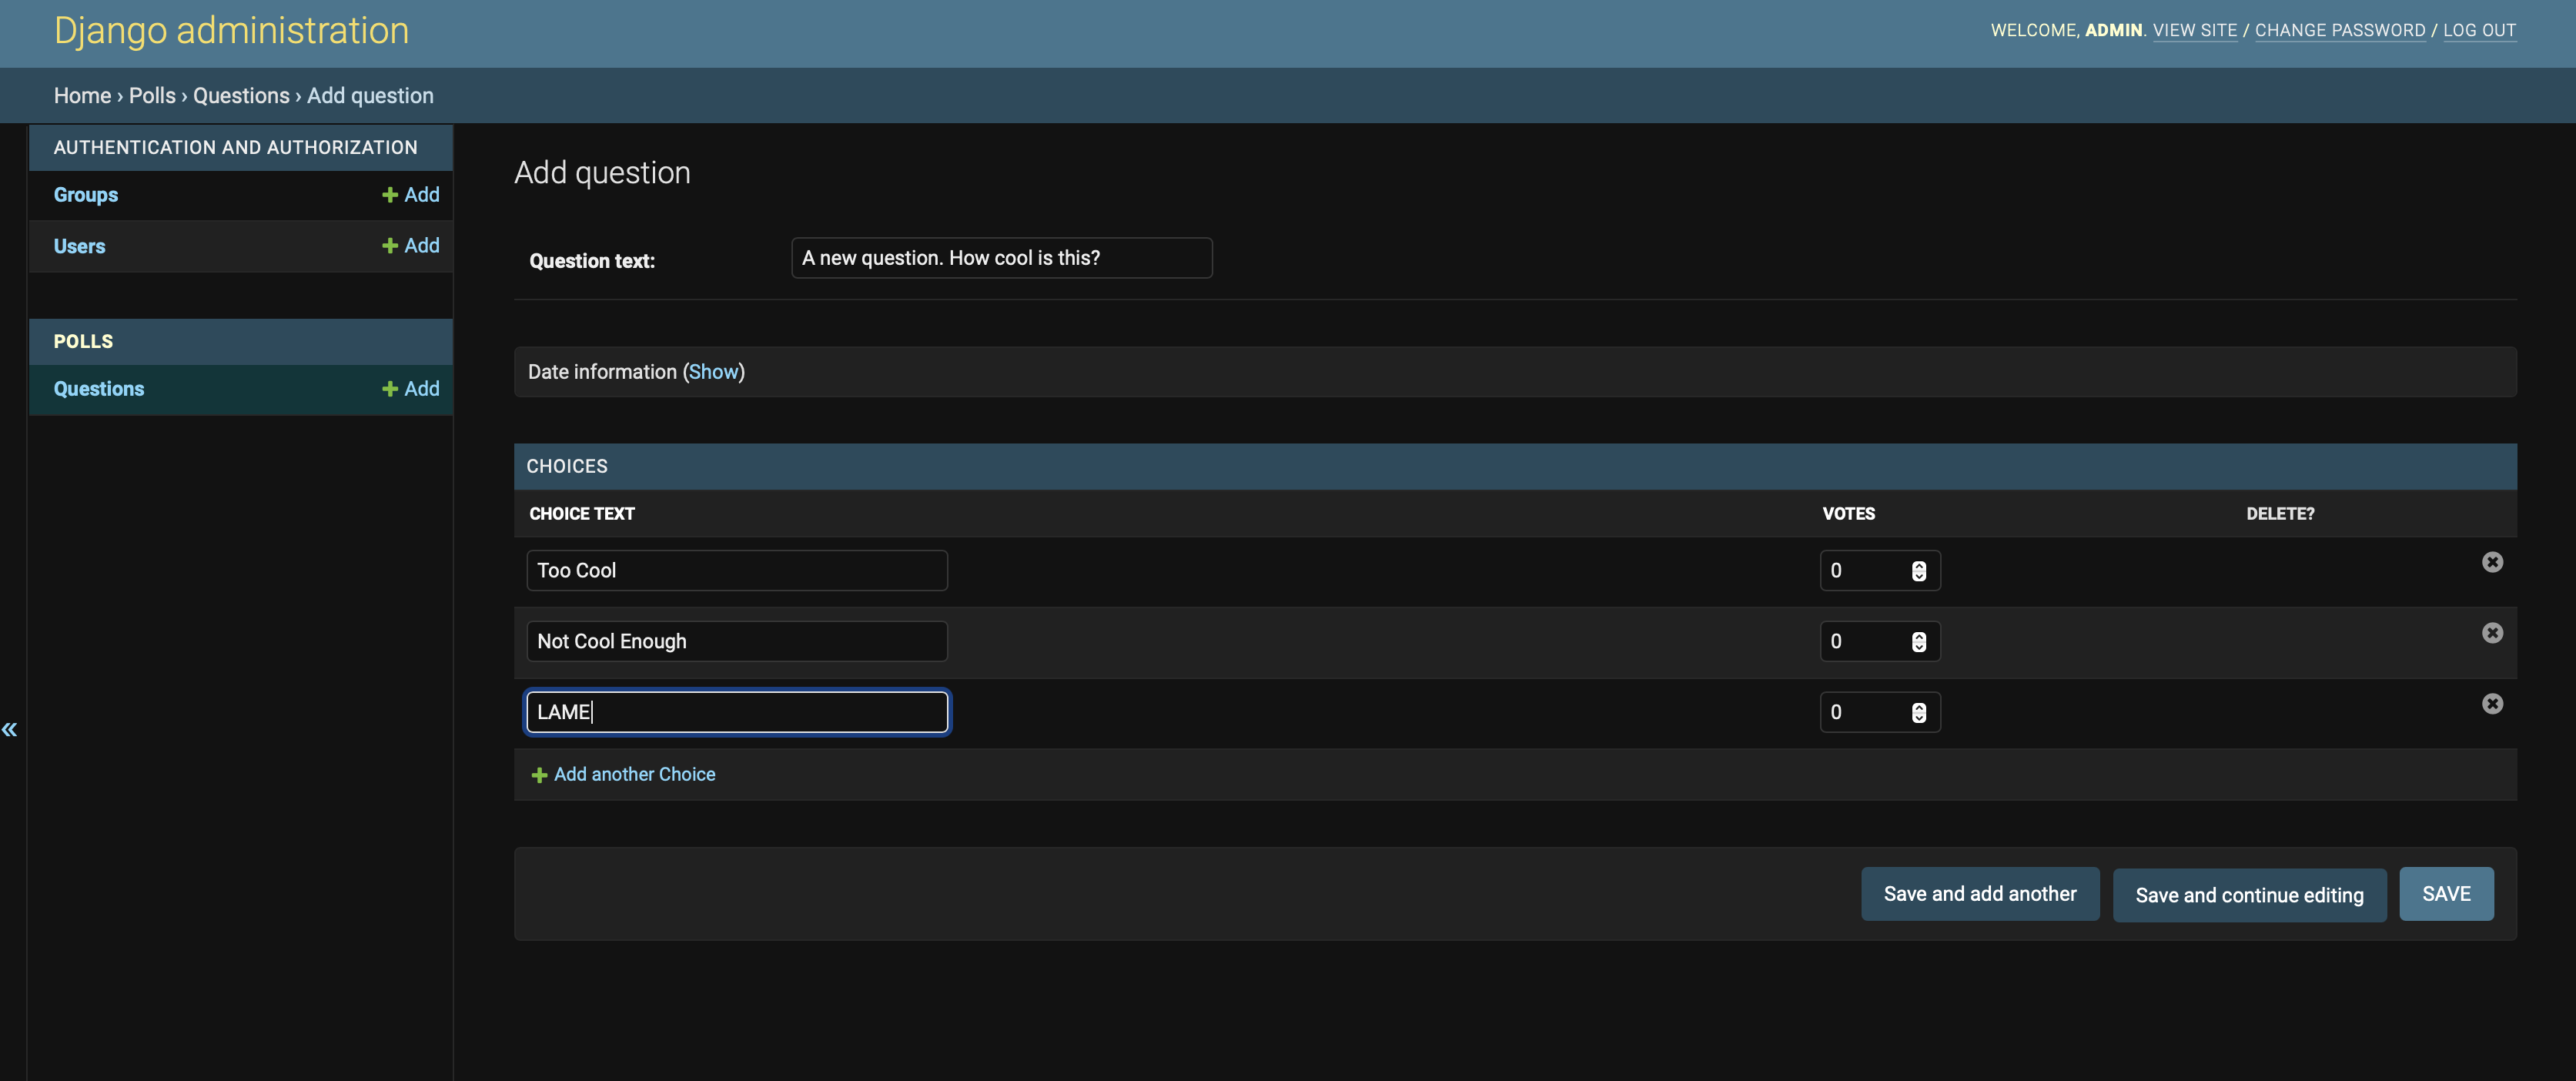 Django administration
WELCOME, ADMIN. VIEW SITE / CHANGE PASSWORD / LOG OUT
Home › Polls › Questions › Add question
AUTHENTICATION AND AUTHORIZATION
Groups + Add
Users + Add
POLLS
Questions + Add
«
Add question
Question text: A new question. How cool is this?
Date information (Show)
CHOICES
CHOICE TEXT VOTES DELETE?
Too Cool 0
Not Cool Enough 0
LAME 0
+ Add another Choice
Save and add another Save and continue editing SAVE